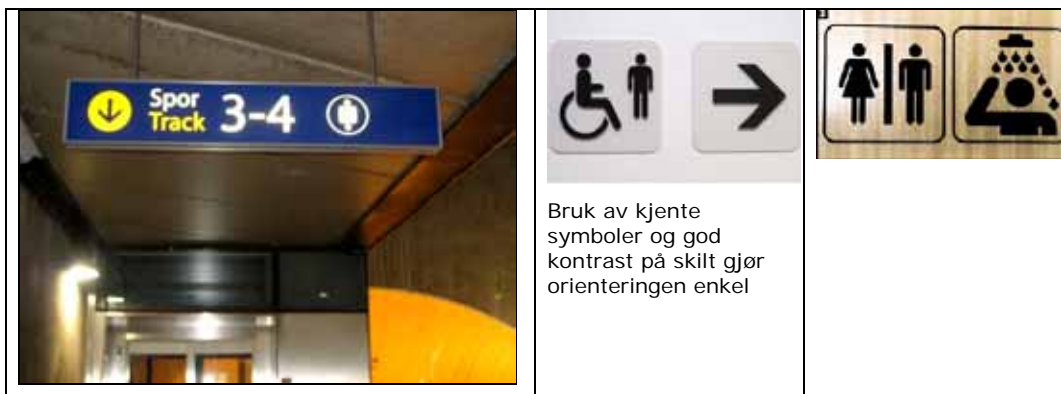 Spor
Track 3-4
Bruk av kjente
symboler og god
kontrast på skilt gjør
orienteringen enkel